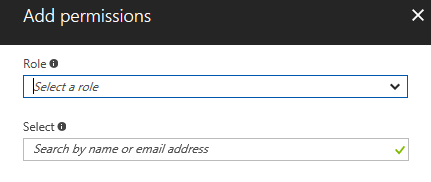 Add permissions
Role
Select a role
Select
Search by name or email address